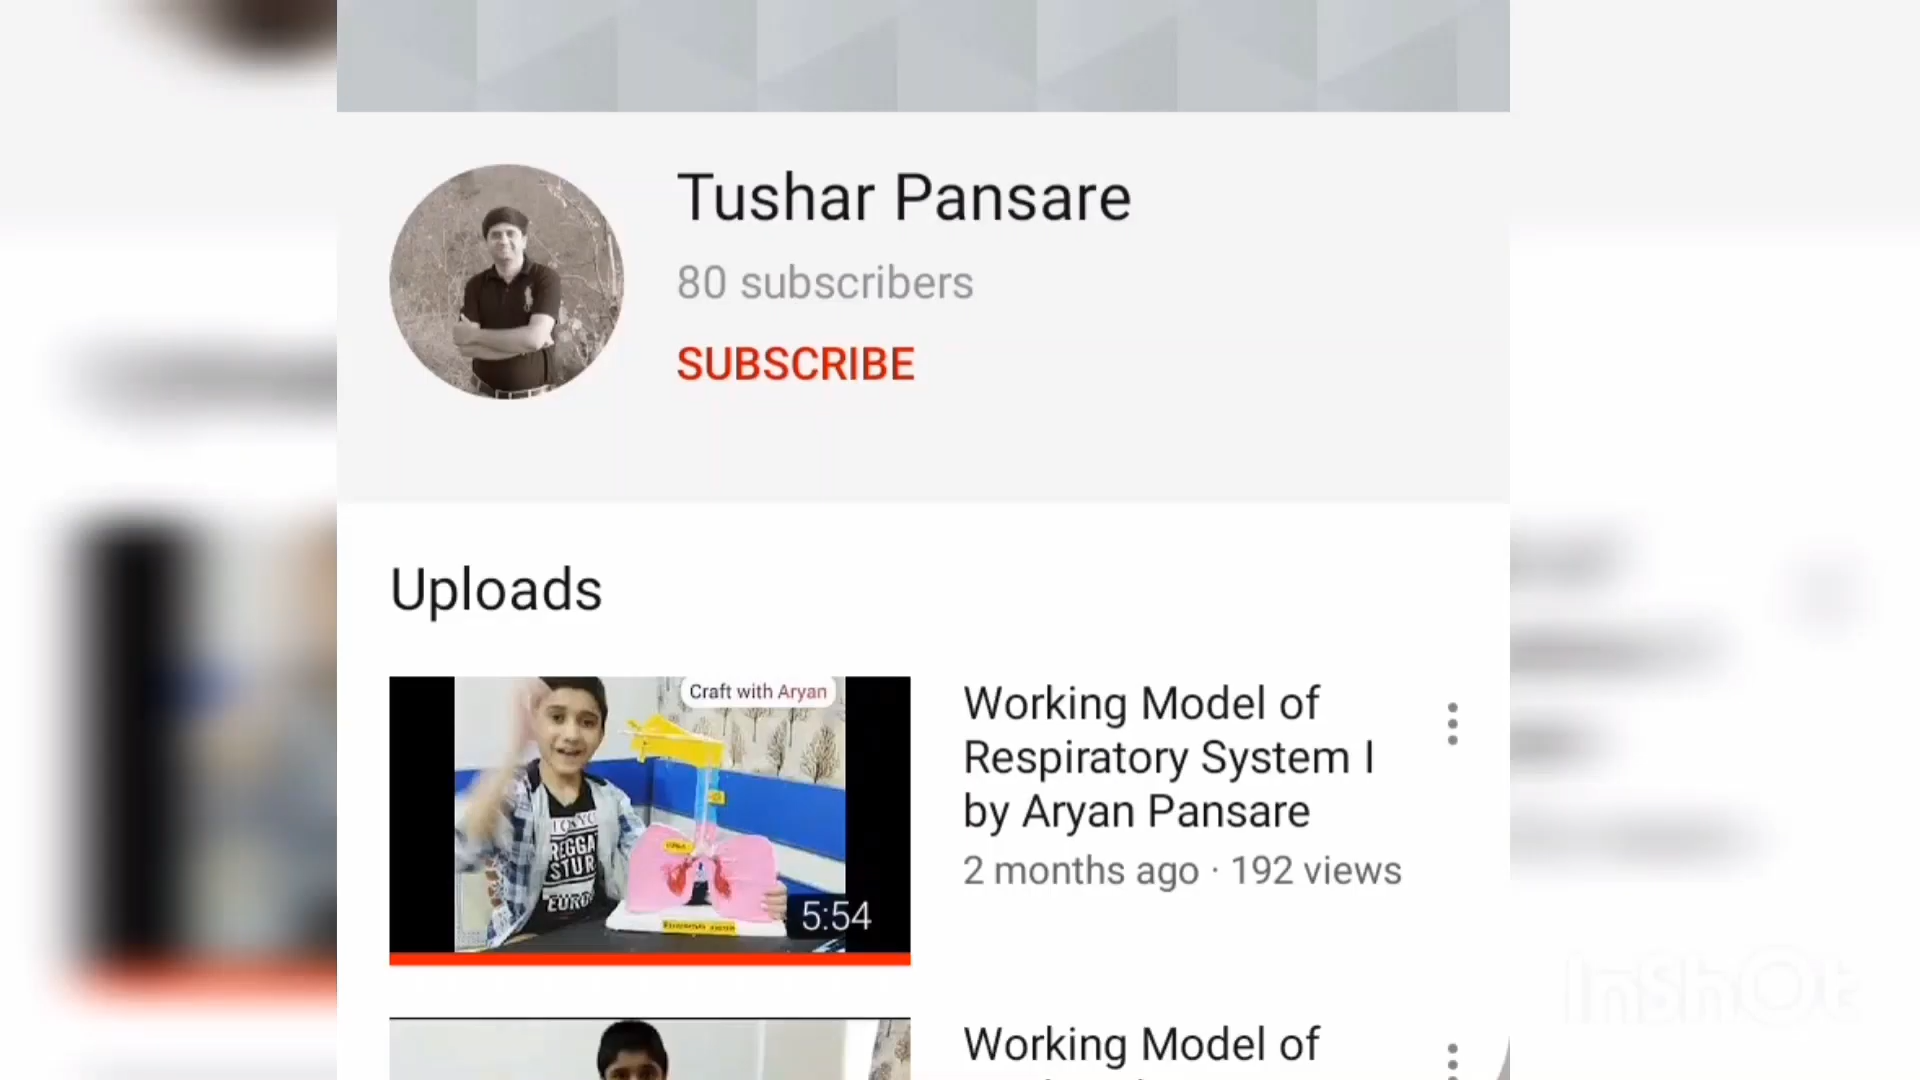 Tushar Pansare
80 subscribers
SUBSCRIBE
Uploads
Craft with Aryan
5:54
Working Model of
Respiratory System I
by Aryan Pansare
2 months ago · 192 views
Working Model of
InShOt